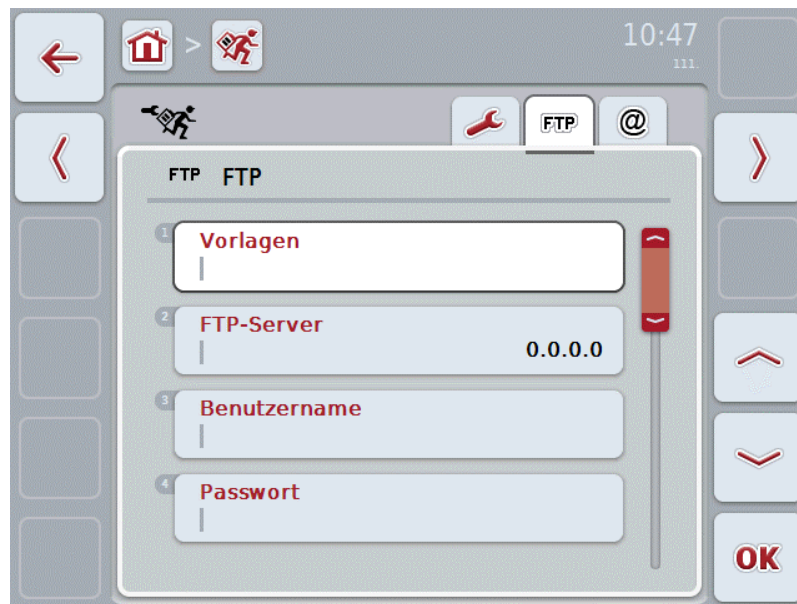 >
10:47
111.
FTP @
FTP FTP
1 Vorlagen
2 FTP-Server
0.0.0.0
3 Benutzername
4 Passwort
OK